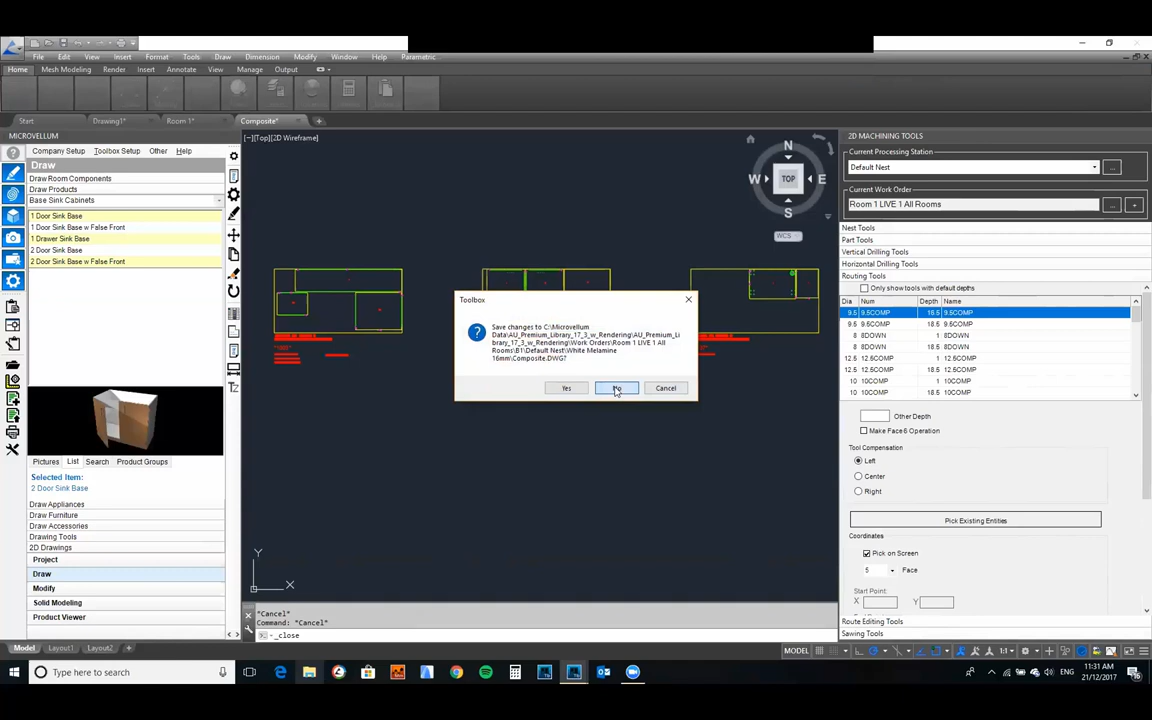 File Edit View Insert Format Tools Draw Dimension Modify Window Help Parametric
Home Mesh Modeling Render Insert Annotate View Manage Output
Start Drawing1* Room 1* Composite*
MICROVELLUM
Company Setup Toolbox Setup Other Help
Draw
Draw Room Components
Draw Products
Base Sink Cabinets
1 Door Sink Base
1 Door Sink Base w False Front
1 Drawer Sink Base
2 Door Sink Base
2 Door Sink Base w False Front
Pictures List Search Product Groups
Selected Item:
2 Door Sink Base
Draw Appliances
Draw Furniture
Draw Accessories
Drawing Tools
2D Drawings
Project
Draw
Modify
Solid Modeling
Product Viewer
[−][Top][2D Wireframe]
N
W TOP E
S
WCS
Toolbox
Save changes to C:\Microvellum
Data\AU_Premium_Library_17_3_w_Rendering\AU_Premium_Li
brary_17_3_w_Rendering\Work Orders\Room 1 LIVE 1 All
Rooms\B1\Default Nest\White Melamine
16mm\Composite.DWG?
Yes No Cancel
Y
X
*Cancel*
Command: *Cancel*
_close
Model Layout1 Layout2
MODEL 1:1
2D MACHINING TOOLS
Current Processing Station
Default Nest ...
Current Work Order
Room 1 LIVE 1 All Rooms ... +
Nest Tools
Part Tools
Vertical Drilling Tools
Horizontal Drilling Tools
Routing Tools
Only show tools with default depths
Dia Num Depth Name
9.5 9.5COMP 18.5 9.5COMP
9.5 9.5COMP 16.5 9.5COMP
8 8COMP 1 8COMP
8 8COMP 18.5 8COMP
12.5 12.5COMP 1 12.5COMP
12.5 12.5COMP 16.5 12.5COMP
10 10COMP 1 10COMP
10 10COMP 18.5 10COMP
Other Depth
Make Face6 Operation
Tool Compensation
Left
Center
Right
Pick Existing Entities
Coordinates
Pick on Screen
5 Face
Start Point:
X Y
Route Editing Tools
Saving Tools
Type here to search
ENG 11:31 AM
21/12/2017